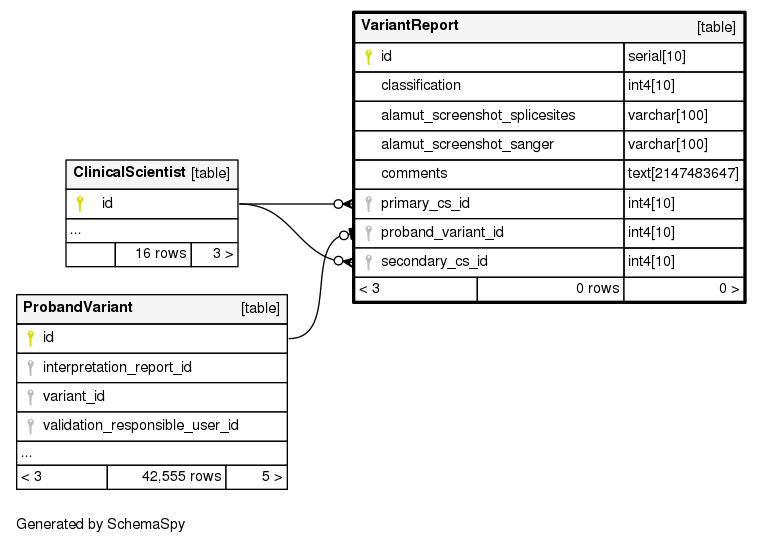 VariantReport [table]
id serial[10]
classification int4[10]
alamut_screenshot_splicesites varchar[100]
alamut_screenshot_sanger varchar[100]
comments text[2147483647]
primary_cs_id int4[10]
proband_variant_id int4[10]
secondary_cs_id int4[10]
< 3 0 rows 0 >
ClinicalScientist [table]
id
...
16 rows 3 >
ProbandVariant [table]
id
interpretation_report_id
variant_id
validation_responsible_user_id
...
< 3 42,555 rows 5 >
Generated by SchemaSpy